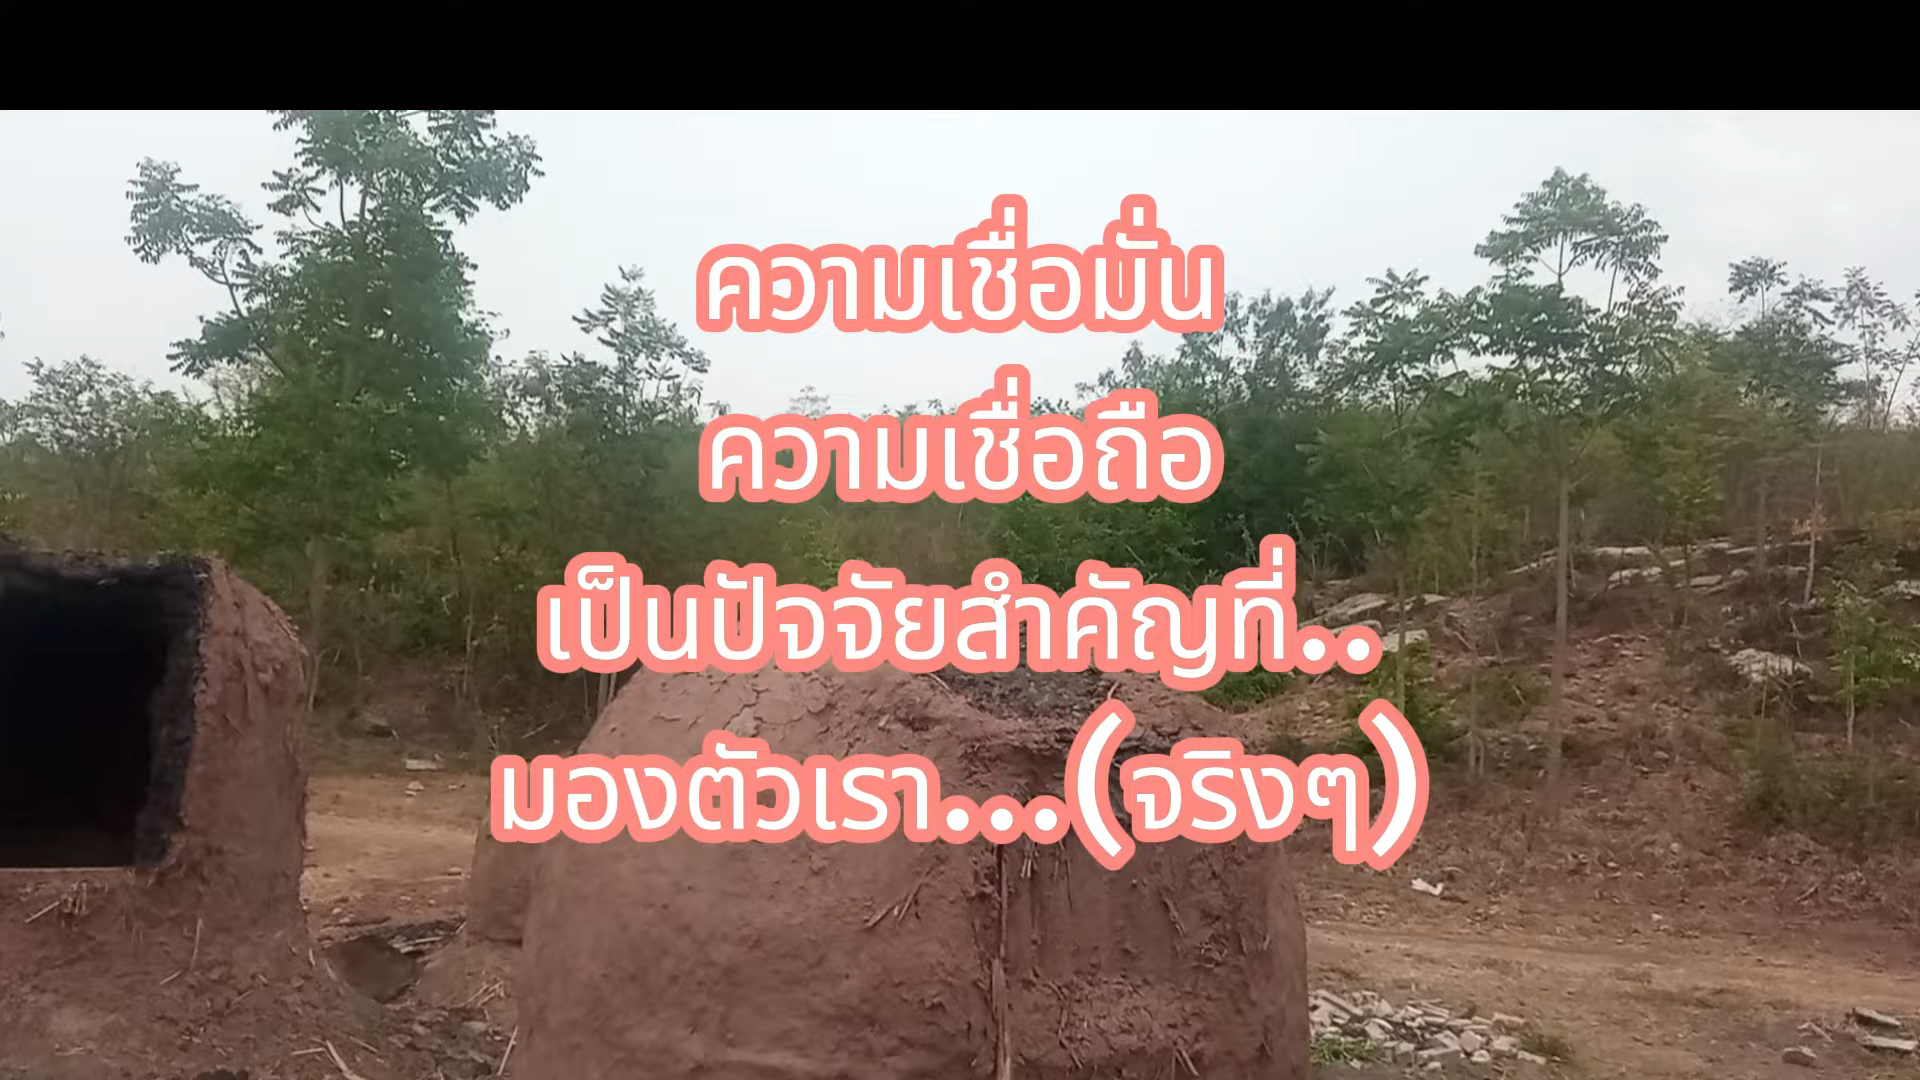 ความเชื่อมั่น
ความเชื่อถือ
เป็นปัจจัยสำคัญที่..
มองตัวเรา...(จริงๆ)